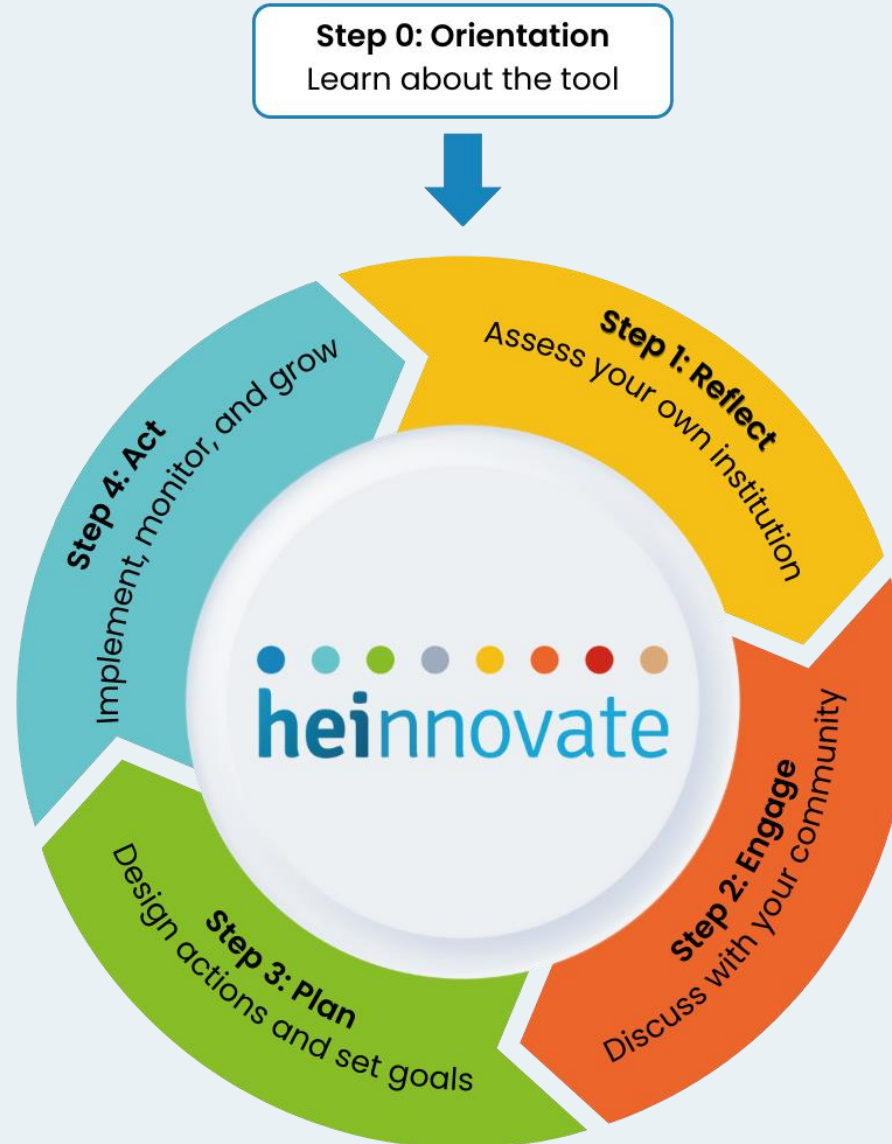 Step 0: Orientation
Learn about the tool
Step 1: Reflect
Assess your own institution
Step 2: Engage
Discuss with your community
Step 3: Plan
Design actions and set goals
Step 4: Act
Implement, monitor, and grow
heinnovate